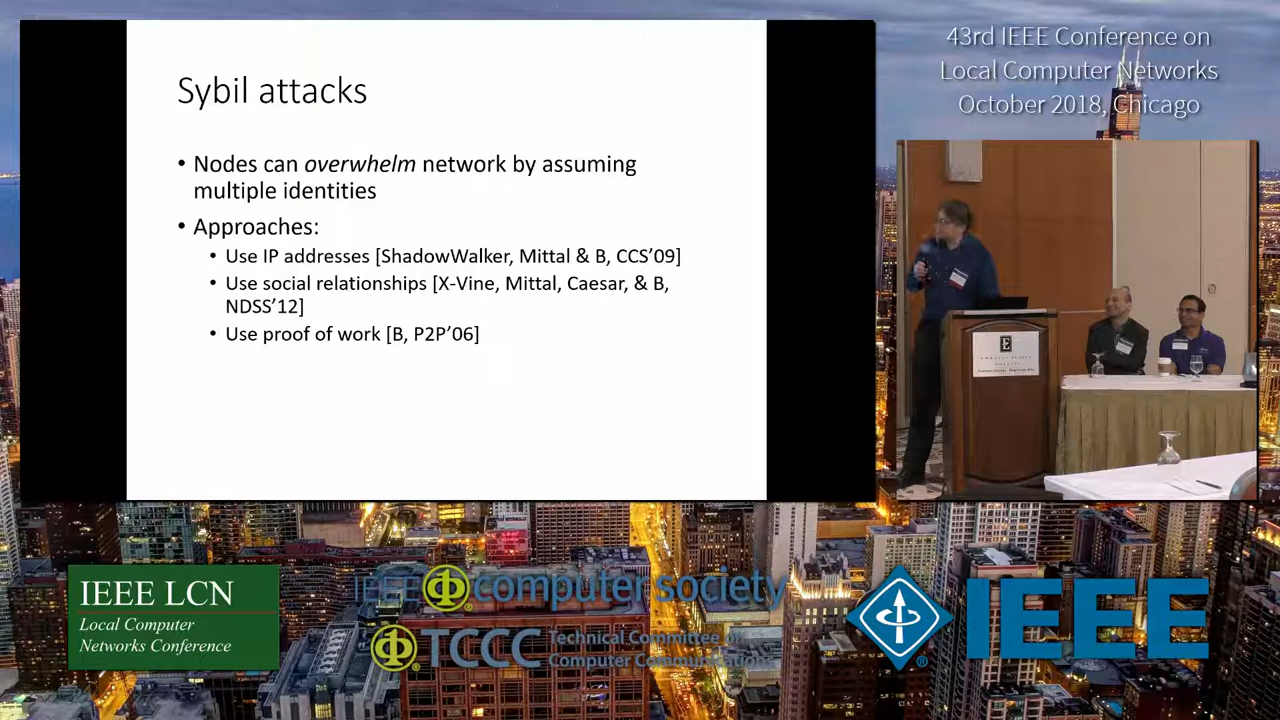 Sybil attacks
• Nodes can overwhelm network by assuming
multiple identities
• Approaches:
• Use IP addresses [ShadowWalker, Mittal & B, CCS’09]
• Use social relationships [X-Vine, Mittal, Caesar, & B,
NDSS’12]
• Use proof of work [B, P2P’06]
43rd IEEE Conference on
Local Computer Networks
October 2018, Chicago
E
IEEE LCN
Local Computer
Networks Conference
IEEE computer society
TCCC Technical Committee on
Computer Communications
IEEE